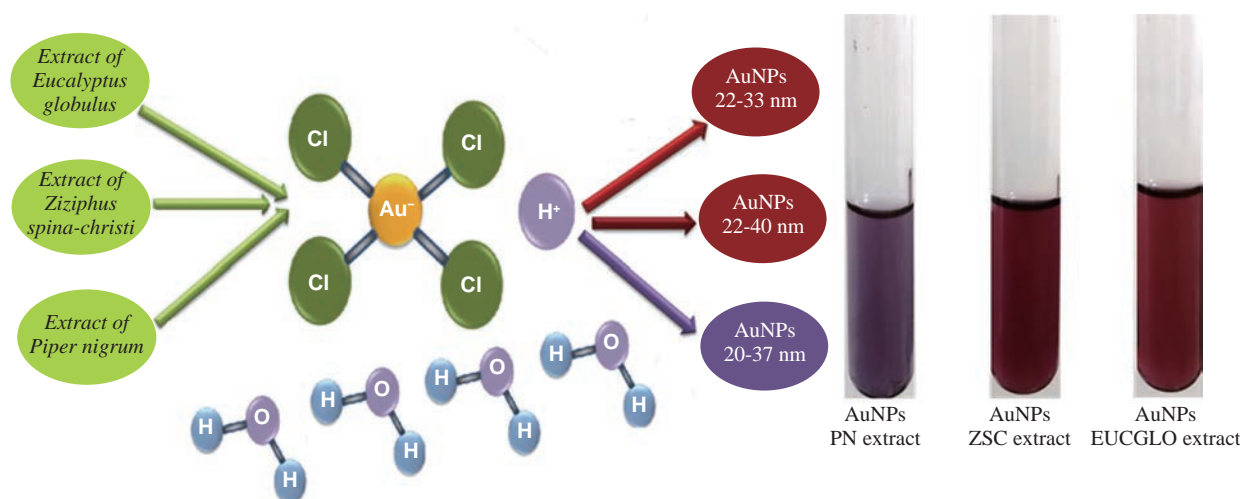 Extract of
Eucalyptus
globulus
Extract of
Ziziphus
spina-christi
Extract of
Piper nigrum
Cl
Cl
Au⁻
Cl
Cl
H⁺
AuNPs
22-33 nm
AuNPs
22-40 nm
AuNPs
20-37 nm
H
O
H
H
O
H
H
O
H
H
O
H
AuNPs
PN extract
AuNPs
ZSC extract
AuNPs
EUCGLO extract